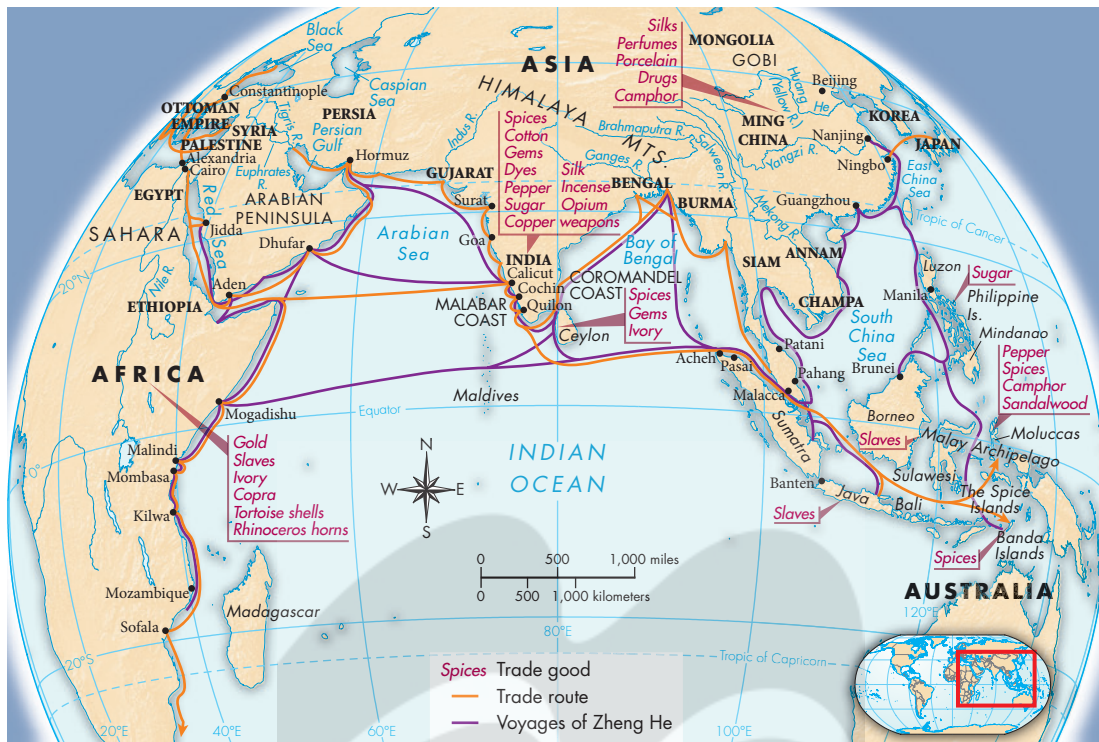 Black
Sea
Constantinople
OTTOMAN
EMPIRE
SYRIA
PALESTINE
Alexandria
Cairo
EGYPT
Tigris R.
Euphrates
R.
Caspian
Sea
PERSIA
Persian
Gulf
Hormuz
ARABIAN
PENINSULA
Red
Sea
SAHARA
Jidda
Dhufar
Nile R.
20°N
Aden
ETHIOPIA
ASIA
HIMALAYA
MTS.
Indus R.
Brahmaputra R.
Ganges R.
Salween R.
Mekong R.
GUJARAT
Surat
Goa
Arabian
Sea
Spices
Cotton
Gems
Dyes
Pepper
Sugar
Copper weapons
Silk
Incense
Opium
INDIA
Calicut
Cochin
Quilon
MALABAR
COAST
COROMANDEL
COAST
Bay of
Bengal
BENGAL
BURMA
Spices
Gems
Ivory
Ceylon
Maldives
Silks
Perfumes
Porcelain
Drugs
Camphor
MONGOLIA
GOBI
Huang
He
(Yellow R.)
Beijing
MING
CHINA
KOREA
JAPAN
Nanjing
Ningbo
Yangzi R.
East
China
Sea
Guangzhou
Tropic of Cancer
SIAM
ANNAM
CHAMPA
Luzon
Manila
Sugar
Philippine
Is.
Mindanao
South
China
Sea
Brunei
Patani
Pahang
Acheh
Pasai
Malacca
Sumatra
Borneo
Slaves
Pepper
Spices
Camphor
Sandalwood
Moluccas
Malay Archipelago
Sulawesi
The Spice
Islands
Banten
Java
Bali
Slaves
Spices
Banda
Islands
AUSTRALIA
AFRICA
Mogadishu
Equator
0°
Malindi
Mombasa
Kilwa
Gold
Slaves
Ivory
Copra
Tortoise shells
Rhinoceros horns
INDIAN
OCEAN
N
W
E
S
0 500 1,000 miles
0 500 1,000 kilometers
Mozambique
Madagascar
Sofala
20°S
80°E
120°E
Tropic of Capricorn
20°E
40°E
60°E
100°E
Spices Trade good
Trade route
Voyages of Zheng He